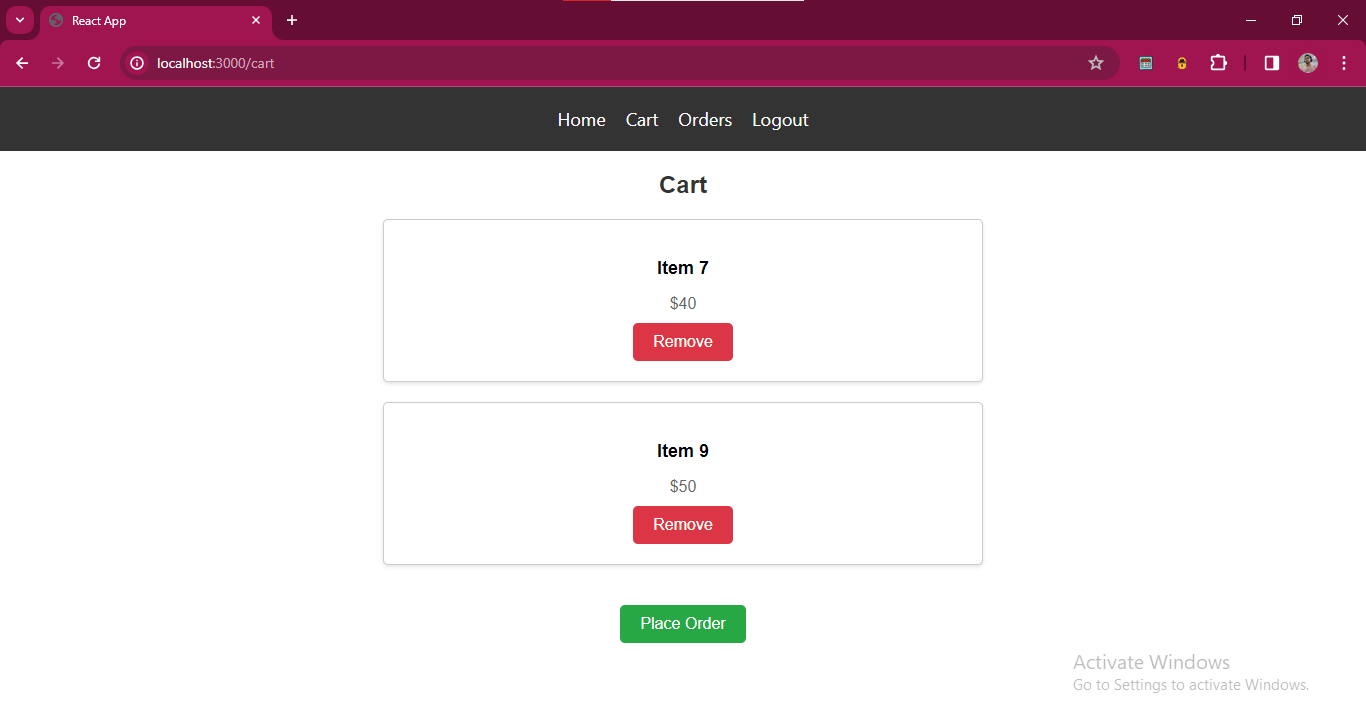 React App
localhost:3000/cart
Home Cart Orders Logout
Cart
Item 7
$40
Remove
Item 9
$50
Remove
Place Order
Activate Windows
Go to Settings to activate Windows.